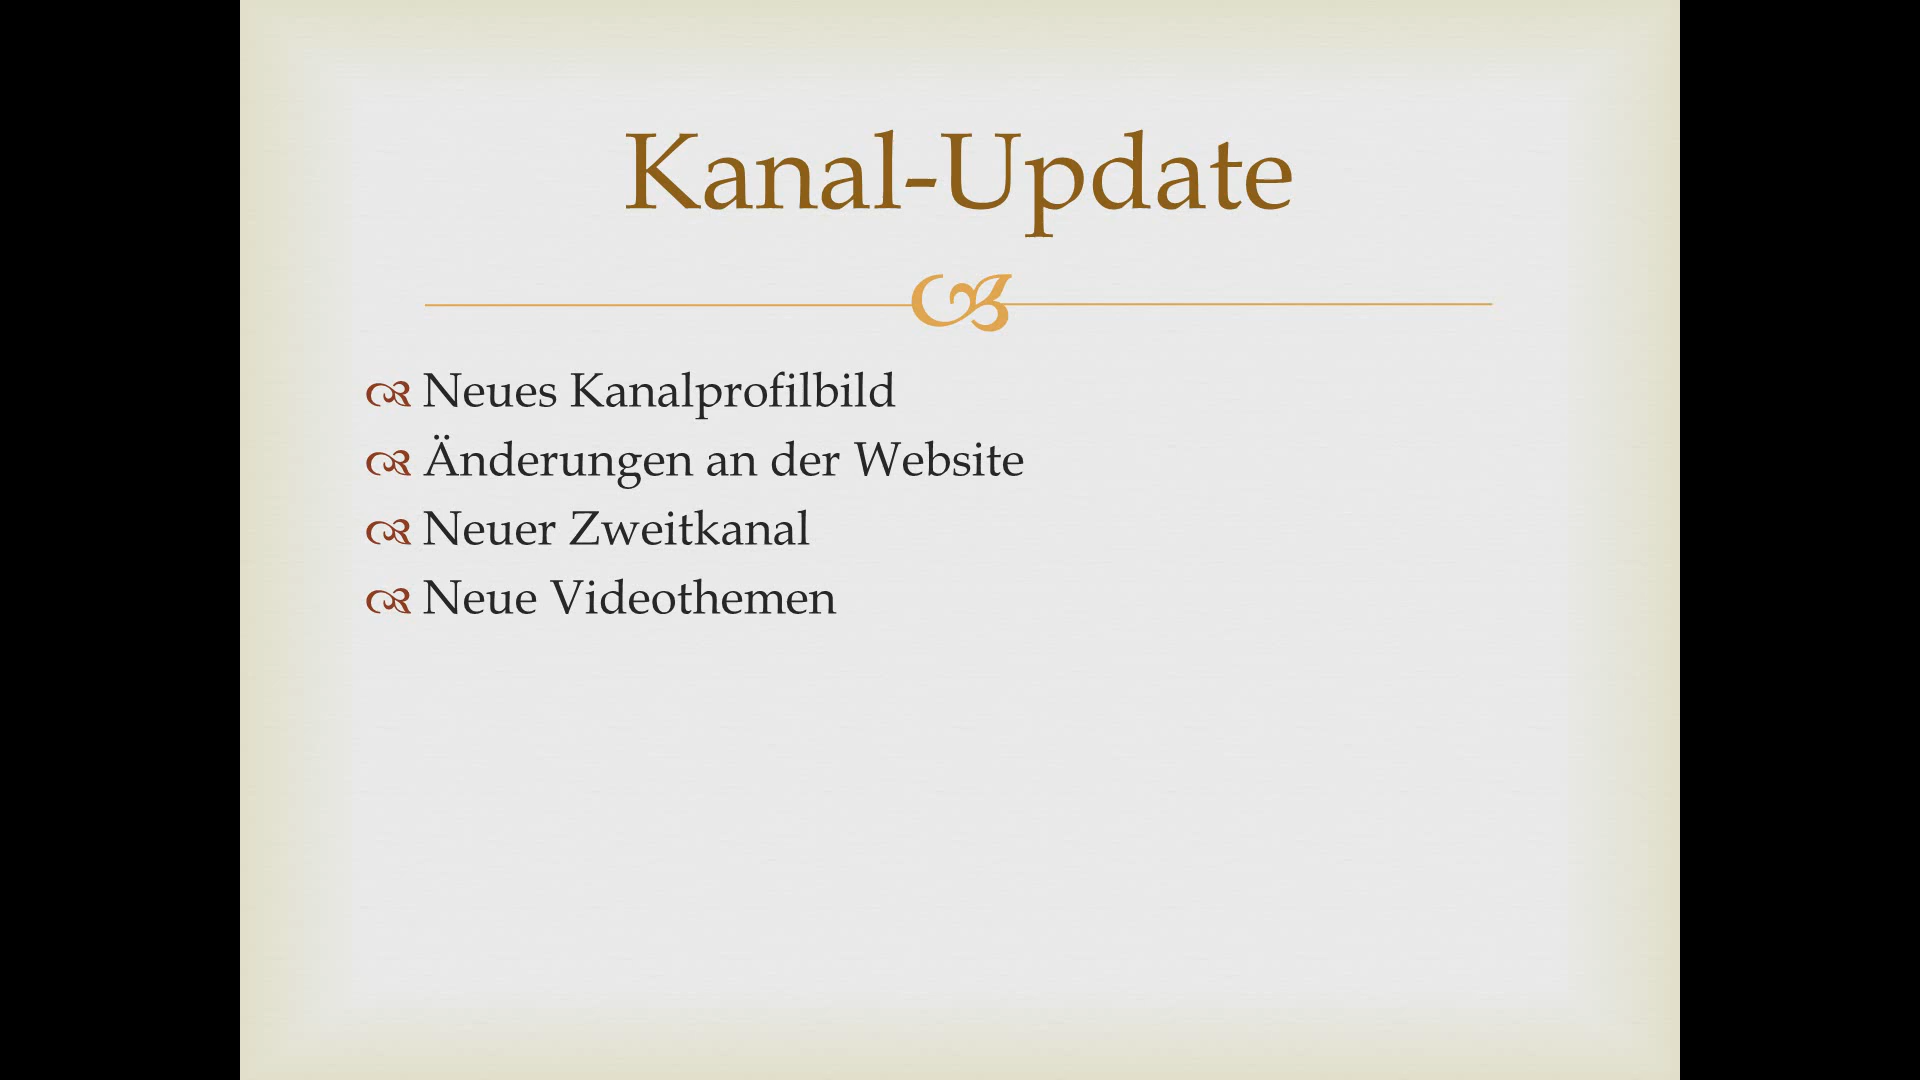 Kanal-Update
Neues Kanalprofilbild
Änderungen an der Website
Neuer Zweitkanal
Neue Videothemen